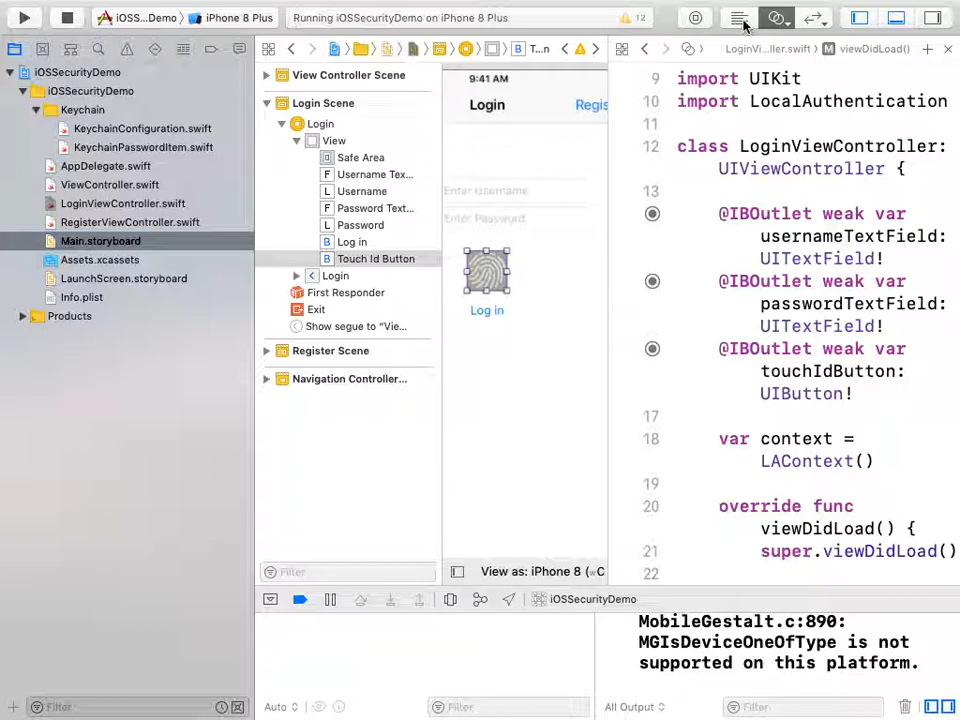 iOSS...Demo
iPhone 8 Plus
Running iOSSecurityDemo on iPhone 8 Plus
12
iOSSecurityDemo
iOSSecurityDemo
Keychain
KeychainConfiguration.swift
KeychainPasswordItem.swift
AppDelegate.swift
ViewController.swift
LoginViewController.swift
RegisterViewController.swift
Main.storyboard
Assets.xcassets
LaunchScreen.storyboard
Info.plist
Products
Filter
B T...n
View Controller Scene
Login Scene
Login
View
Safe Area
F Username Tex...
L Username
F Password Text...
L Password
B Log in
B Touch Id Button
Login
First Responder
Exit
Show segue to “Vie...
Register Scene
Navigation Controller...
Filter
9:41 AM
Login Regis
Enter Username
Enter Password
Log in
View as: iPhone 8 (wC
LoginVi...ller.swift M viewDidLoad()
9 import UIKit
10 import LocalAuthentication
11
12 class LoginViewController:
UIViewController {
13
@IBOutlet weak var
usernameTextField:
UITextField!
@IBOutlet weak var
passwordTextField:
UITextField!
@IBOutlet weak var
touchIdButton:
UIButton!
17
18 var context =
LAContext()
19
20 override func
viewDidLoad() {
21 super.viewDidLoad()
22
iOSSecurityDemo
MobileGestalt.c:890:
MGIsDeviceOneOfType is not
supported on this platform.
Auto
Filter
All Output
Filter